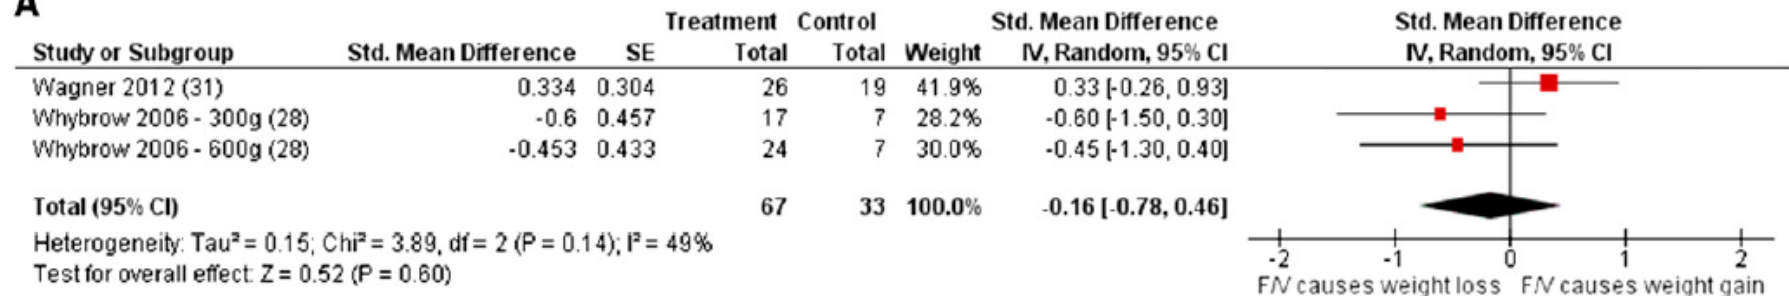 A
Treatment Control Std. Mean Difference Std. Mean Difference
Study or Subgroup Std. Mean Difference SE Total Total Weight IV, Random, 95% CI IV, Random, 95% CI
Wagner 2012 (31) 0.334 0.304 26 19 41.9% 0.33 [-0.26, 0.93]
Whybrow 2006 - 300g (28) -0.6 0.457 17 7 28.2% -0.60 [-1.50, 0.30]
Whybrow 2006 - 600g (28) -0.453 0.433 24 7 30.0% -0.45 [-1.30, 0.40]
Total (95% CI) 67 33 100.0% -0.16 [-0.78, 0.46]
Heterogeneity: Tau² = 0.15; Chi² = 3.89, df = 2 (P = 0.14); I² = 49%
Test for overall effect: Z = 0.52 (P = 0.60)
-2 -1 0 1 2
F/V causes weight loss F/V causes weight gain